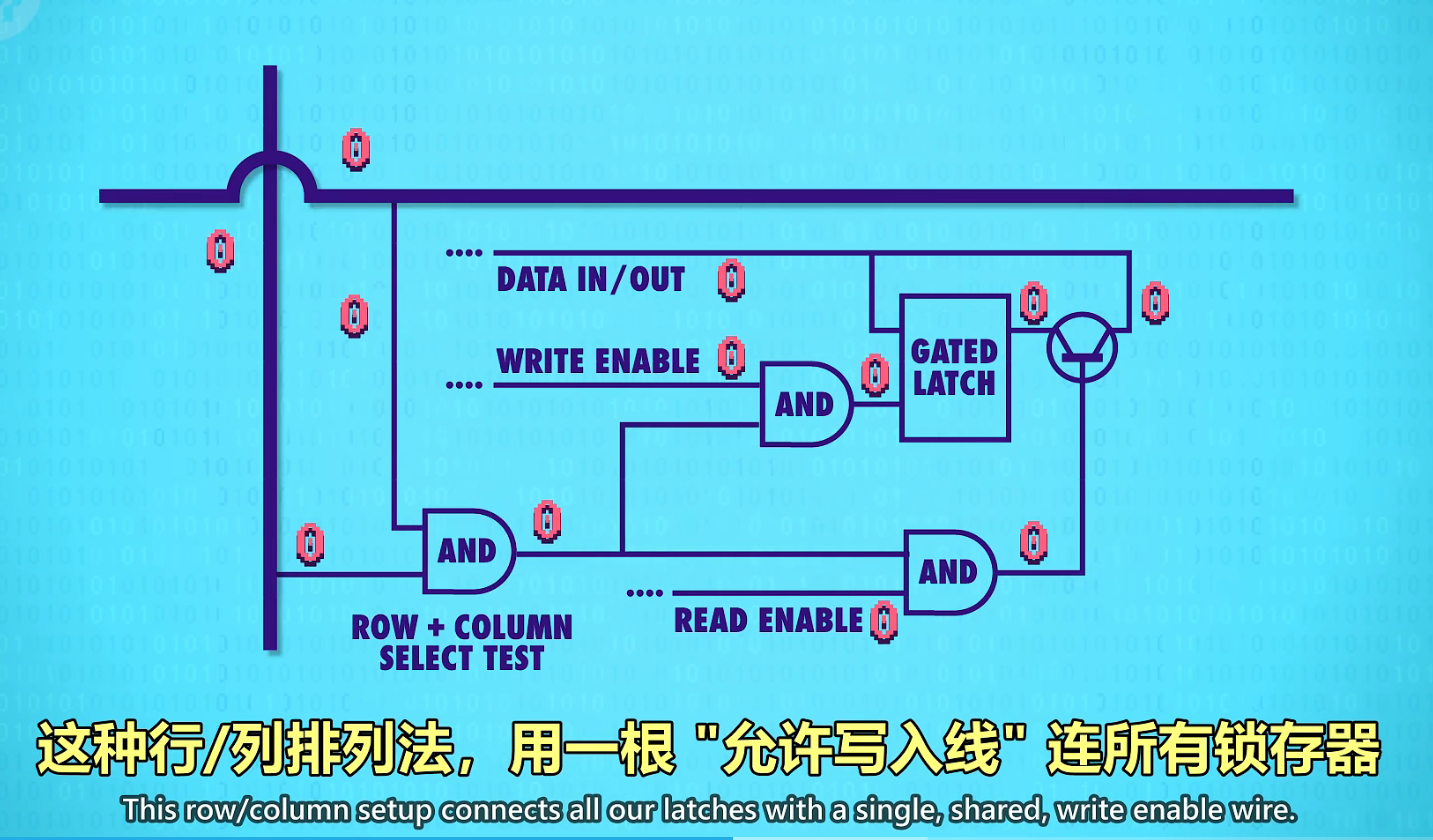 0
0
0
DATA IN/OUT 0
0 0
WRITE ENABLE 0
0
GATED
LATCH
AND
0
0
AND
0
AND
READ ENABLE 0
ROW + COLUMN
SELECT TEST
这种行/列排列法，用一根 "允许写入线" 连所有锁存器
This row/column setup connects all our latches with a single, shared, write enable wire.